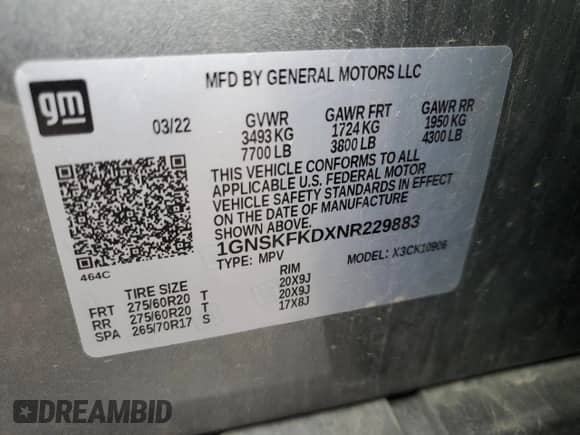 gm
MFD BY GENERAL MOTORS LLC
03/22
GVWR GAWR FRT GAWR RR
3493 KG 1724 KG 1950 KG
7700 LB 3800 LB 4300 LB
THIS VEHICLE CONFORMS TO ALL
APPLICABLE U.S. FEDERAL MOTOR
VEHICLE SAFETY STANDARDS IN EFFECT
ON THE DATE OF MANUFACTURE
SHOWN ABOVE.
1GNSKFKDXNR229883
TYPE: MPV MODEL: X3CK10906
464C
TIRE SIZE RIM
FRT 275/60R20 T 20X9J
RR 275/60R20 T 20X9J
SPA 265/70R17 S 17X8J
DREAMBID